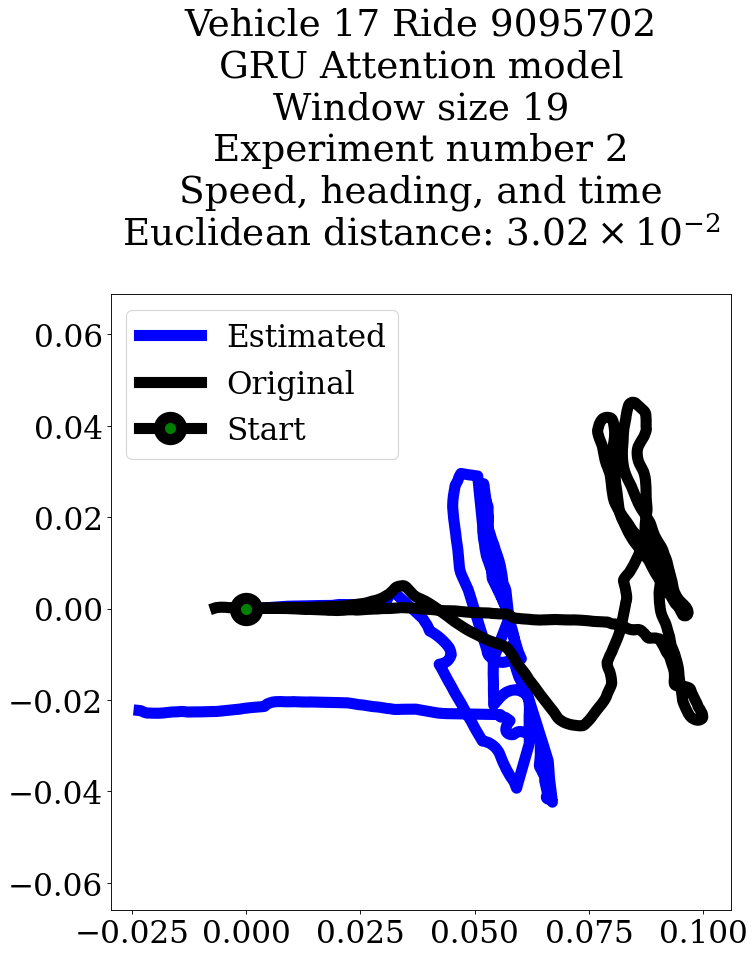 Vehicle 17 Ride 9095702
GRU Attention model
Window size 19
Experiment number 2
Speed, heading, and time
Euclidean distance: 3.02 × 10⁻²
Estimated
Original
Start
0.06
0.04
0.02
0.00
−0.02
−0.04
−0.06
−0.025 0.000 0.025 0.050 0.075 0.100